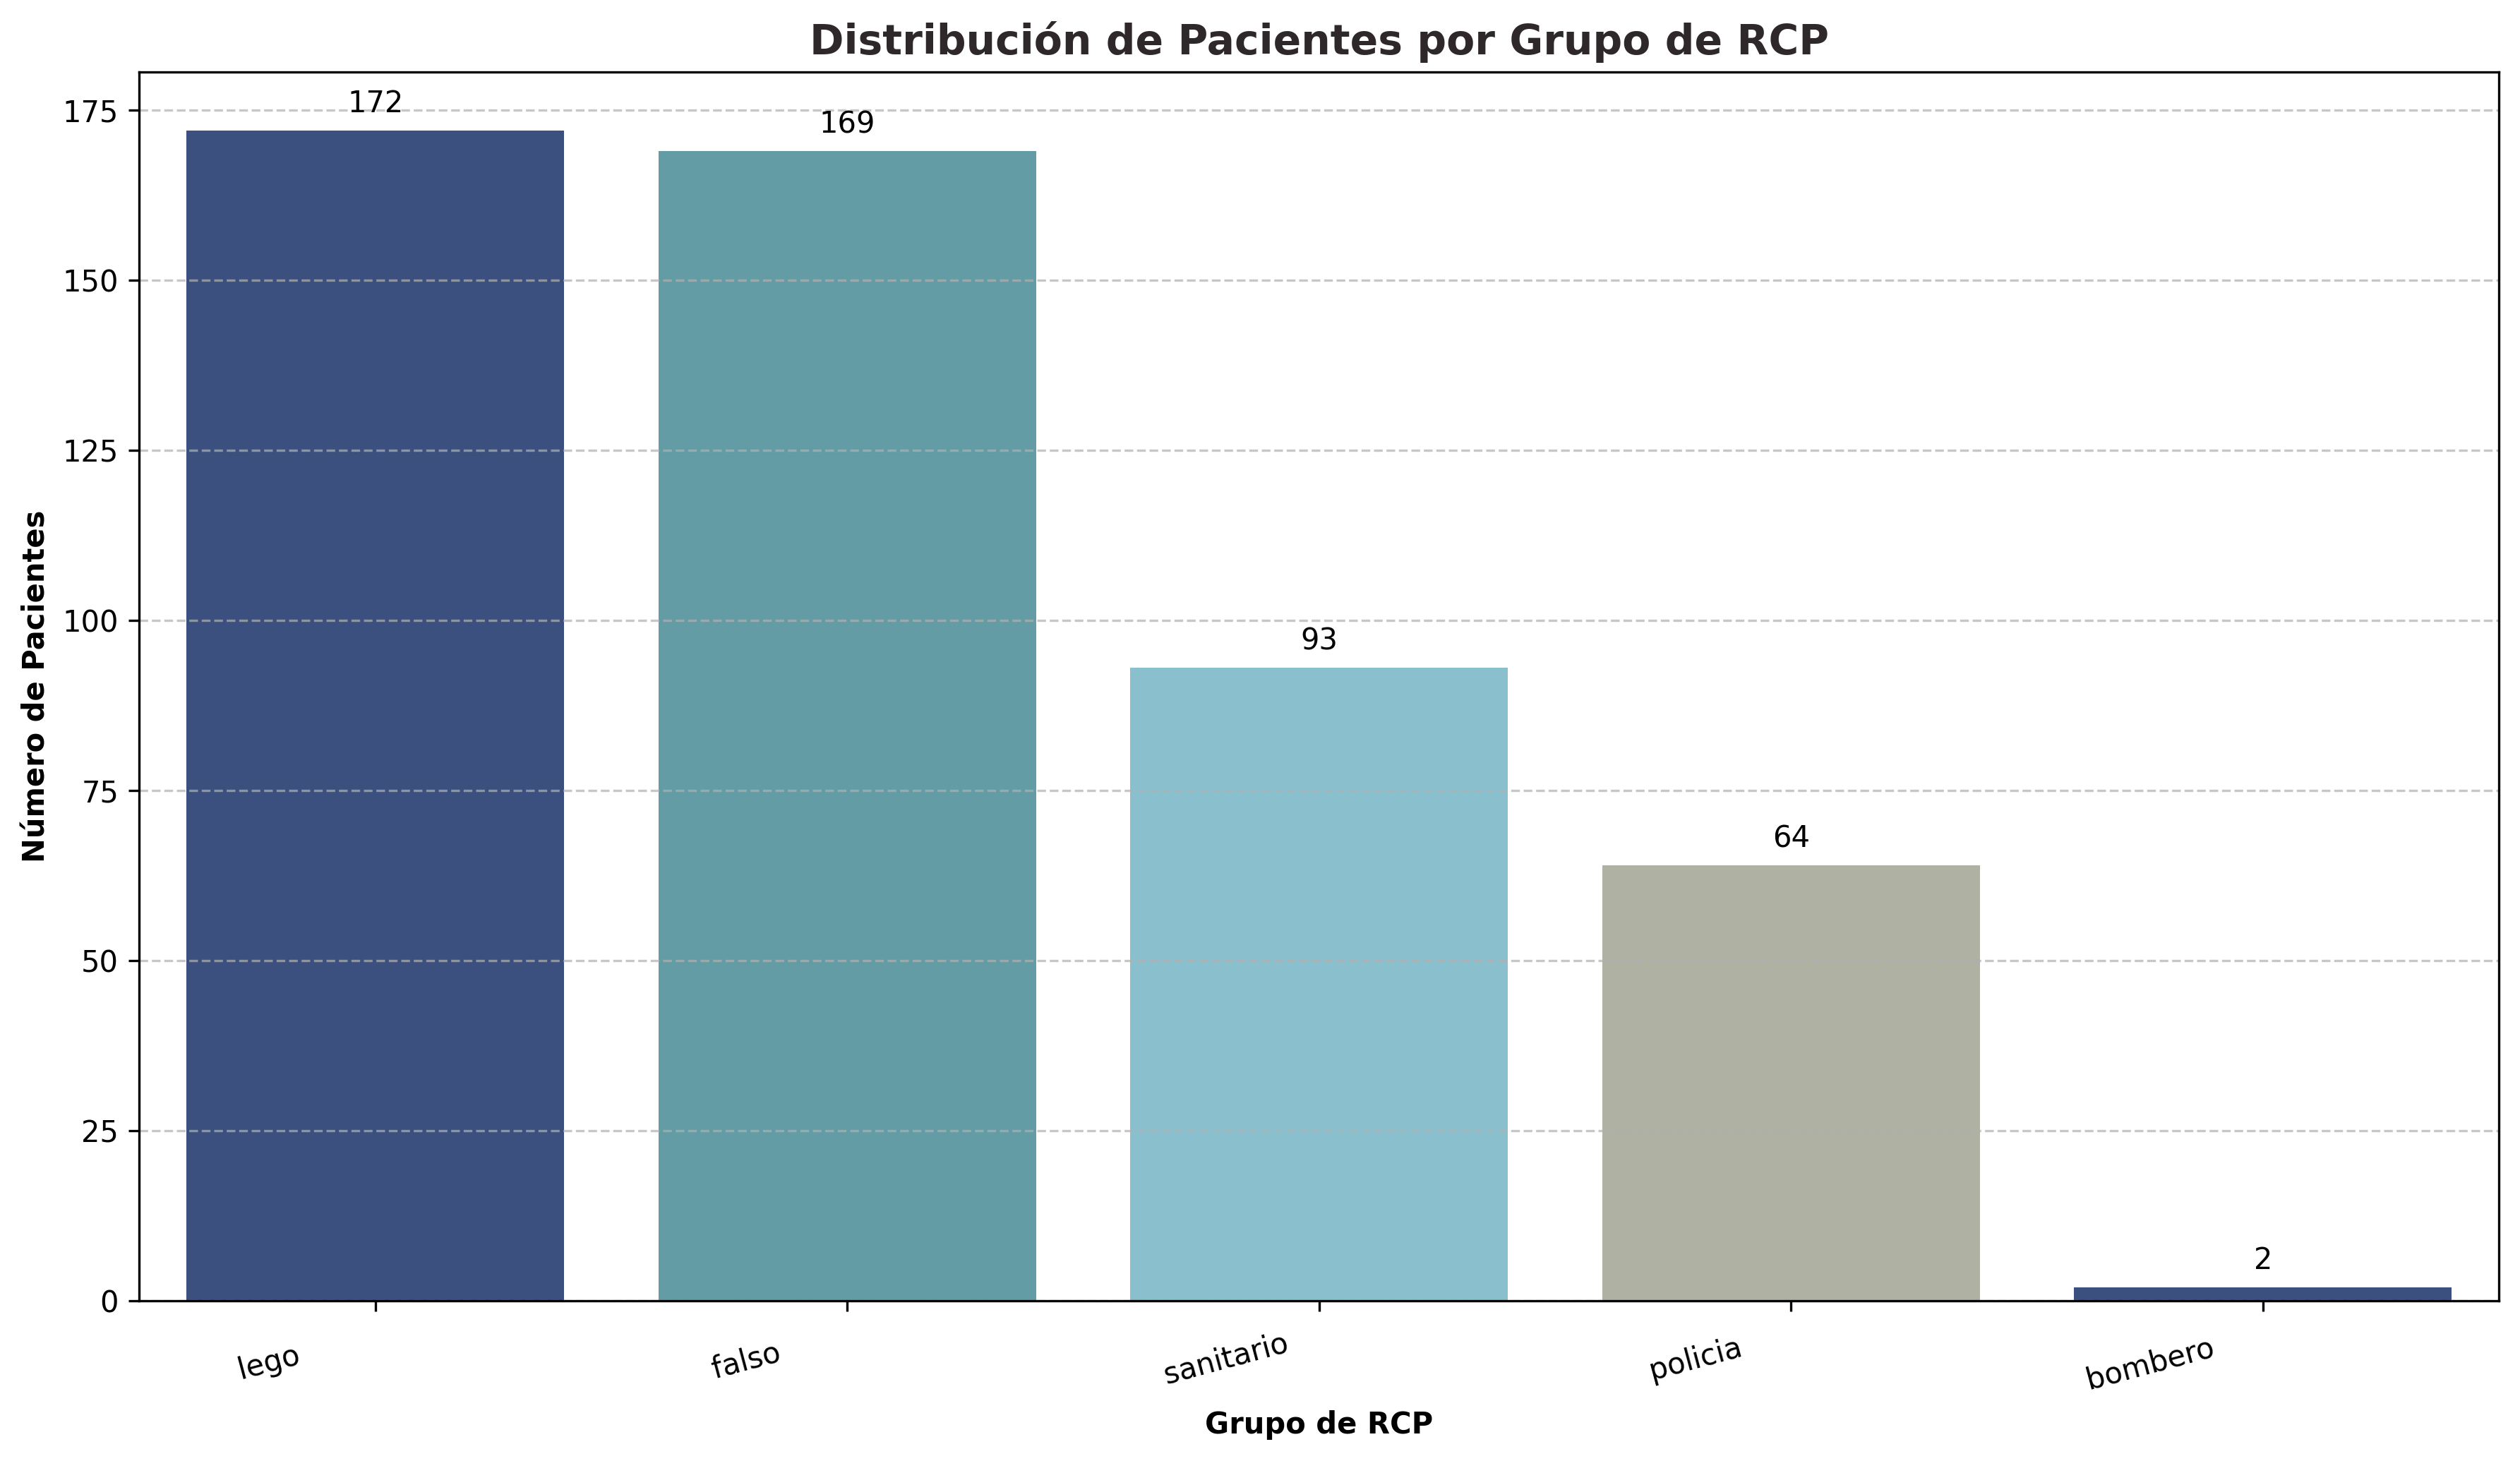 Distribución de Pacientes por Grupo de RCP
Número de Pacientes
175
150
125
100
75
50
25
0
172
169
93
64
2
lego
falso
sanitario
policia
bombero
Grupo de RCP